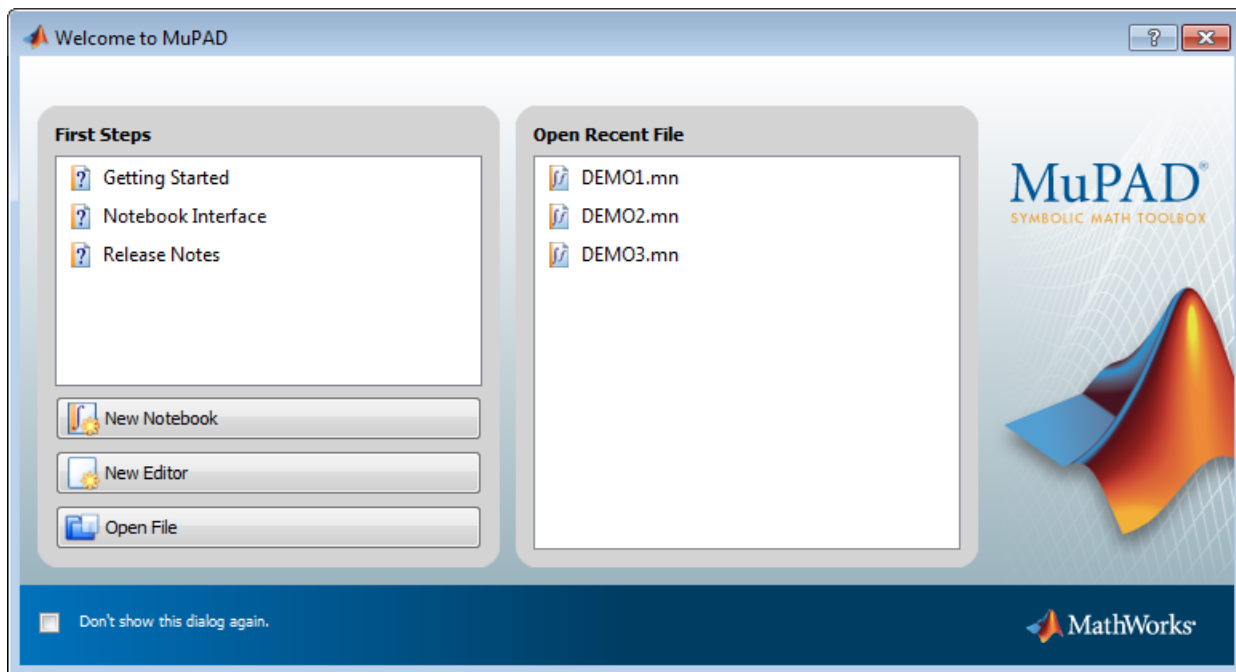 Welcome to MuPAD
First Steps
Getting Started
Notebook Interface
Release Notes
New Notebook
New Editor
Open File
Open Recent File
DEMO1.mn
DEMO2.mn
DEMO3.mn
MuPAD®
SYMBOLIC MATH TOOLBOX
Don't show this dialog again.
MathWorks®